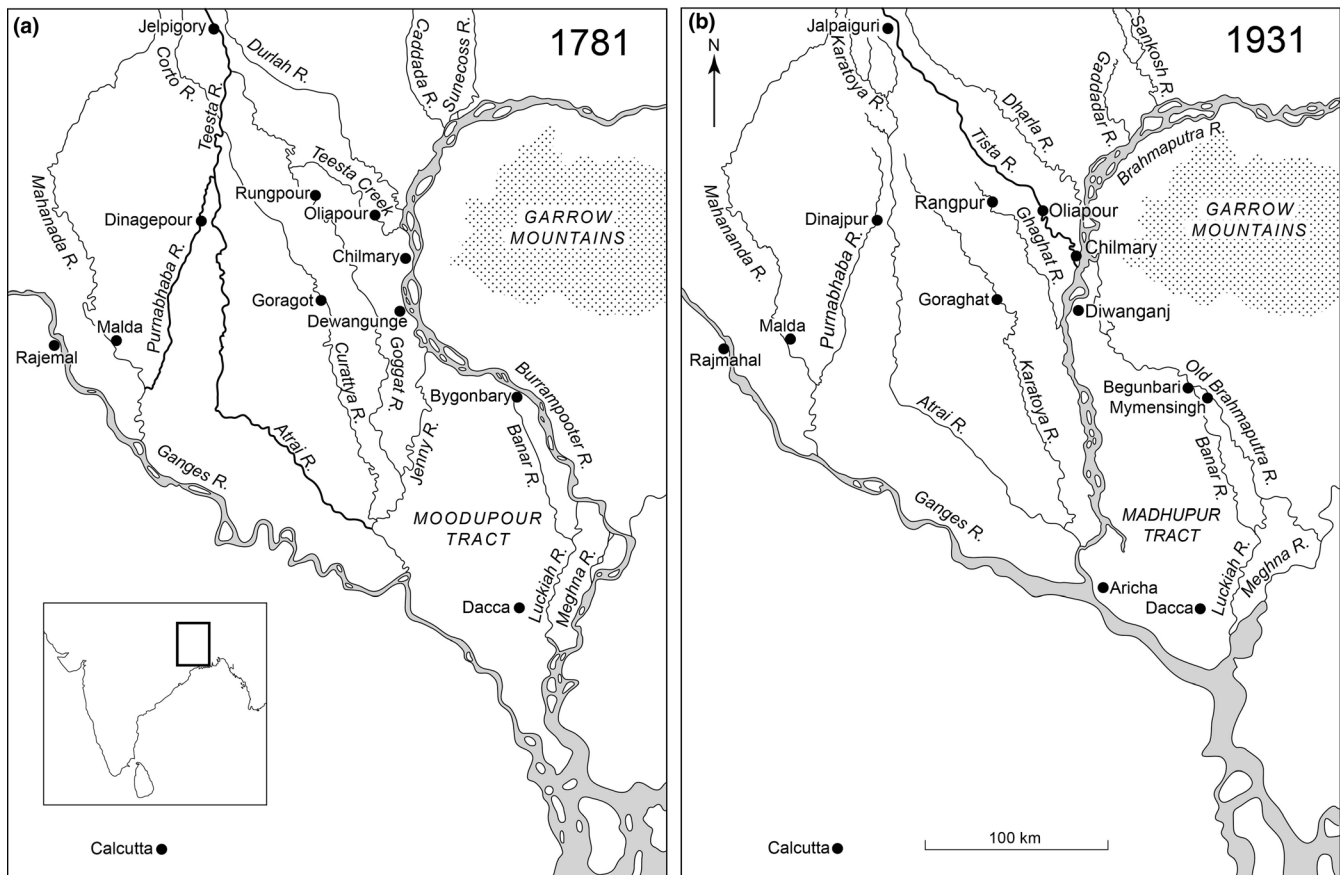 (a)
1781
Jelpigory
Corto R.
Durlah R.
Caddada R.
Sunecoss R.
Teesta R.
Mahanada R.
Rungpour
Teesta Creek
Oliapour
Dinagepour
GARROW
MOUNTAINS
Chilmary
Purnabhaba R.
Goragot
Dewangunge
Malda
Rajemal
Curattya R.
Goggat R.
Jenny R.
Bygonbary
Burrampooter R.
Banar R.
Atrai R.
Ganges R.
MOODUPOUR
TRACT
Luckiah R.
Meghna R.
Dacca
Calcutta
(b)
1931
N
Jalpaiguri
Karatoya R.
Sankosh R.
Gaddadar R.
Dharla R.
Tista R.
Brahmaputra R.
Mahananda R.
Rangpur
Oliapour
Dinajpur
Ghaghat R.
GARROW
MOUNTAINS
Chilmary
Purnabhaba R.
Goraghat
Diwanganj
Malda
Rajmahal
Karatoya R.
Old Brahmaputra R.
Begunbari
Mymensingh
Atrai R.
Banar R.
Ganges R.
MADHUPUR
TRACT
Luckiah R.
Meghna R.
Aricha
Dacca
100 km
Calcutta